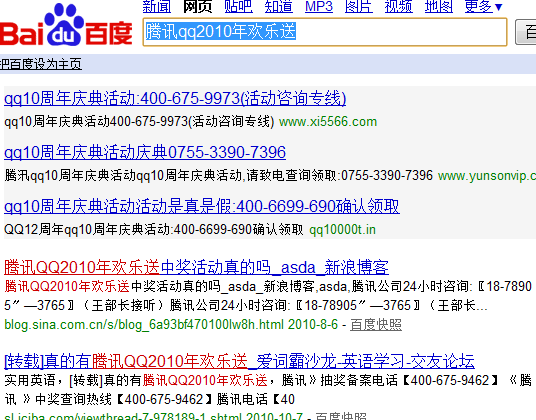 新闻 网页 贴吧 知道 MP3 图片 视频 地图 更多▼
Bai du 百度 腾讯qq2010年欢乐送 百
把百度设为主页
qq10周年庆典活动:400-675-9973(活动咨询专线)
qq10周年庆典活动400-675-9973(活动咨询专线) www.xi5566.com
qq10周年庆典活动庆典0755-3390-7396
腾讯qq10周年庆典活动qq10周年庆典活动,请致电查询领取:0755-3390-7396 www.yunsonvip.c
qq10周年庆典活动活动是真是假:400-6699-690确认领取
QQ12周年qq10周年庆典活动:400-6699-690确认领取 qq10000t.in
腾讯QQ2010年欢乐送中奖活动真的吗_asda_新浪博客
腾讯QQ2010年欢乐送中奖活动真的吗_asda_新浪博客,asda,腾讯公司24小时咨询:〖18-7890
5〞—3765〗（王部长接听）腾讯公司24小时咨询:〖18-78905〞—3765〗（王部长...
blog.sina.com.cn/s/blog_6a93bf470100lw8h.html 2010-8-6 - 百度快照
[转载]真的有腾讯QQ2010年欢乐送_爱词霸沙龙-英语学习-交友论坛
实用英语，[转载]真的有腾讯QQ2010年欢乐送，腾讯》抽奖备案电话【400-675-9462】《腾
讯 》中奖查询热线【400-675-9462】腾讯电话【40
sl.iciba.com/viewthread-7-978189-1.shtml 2010-10-7 - 百度快照